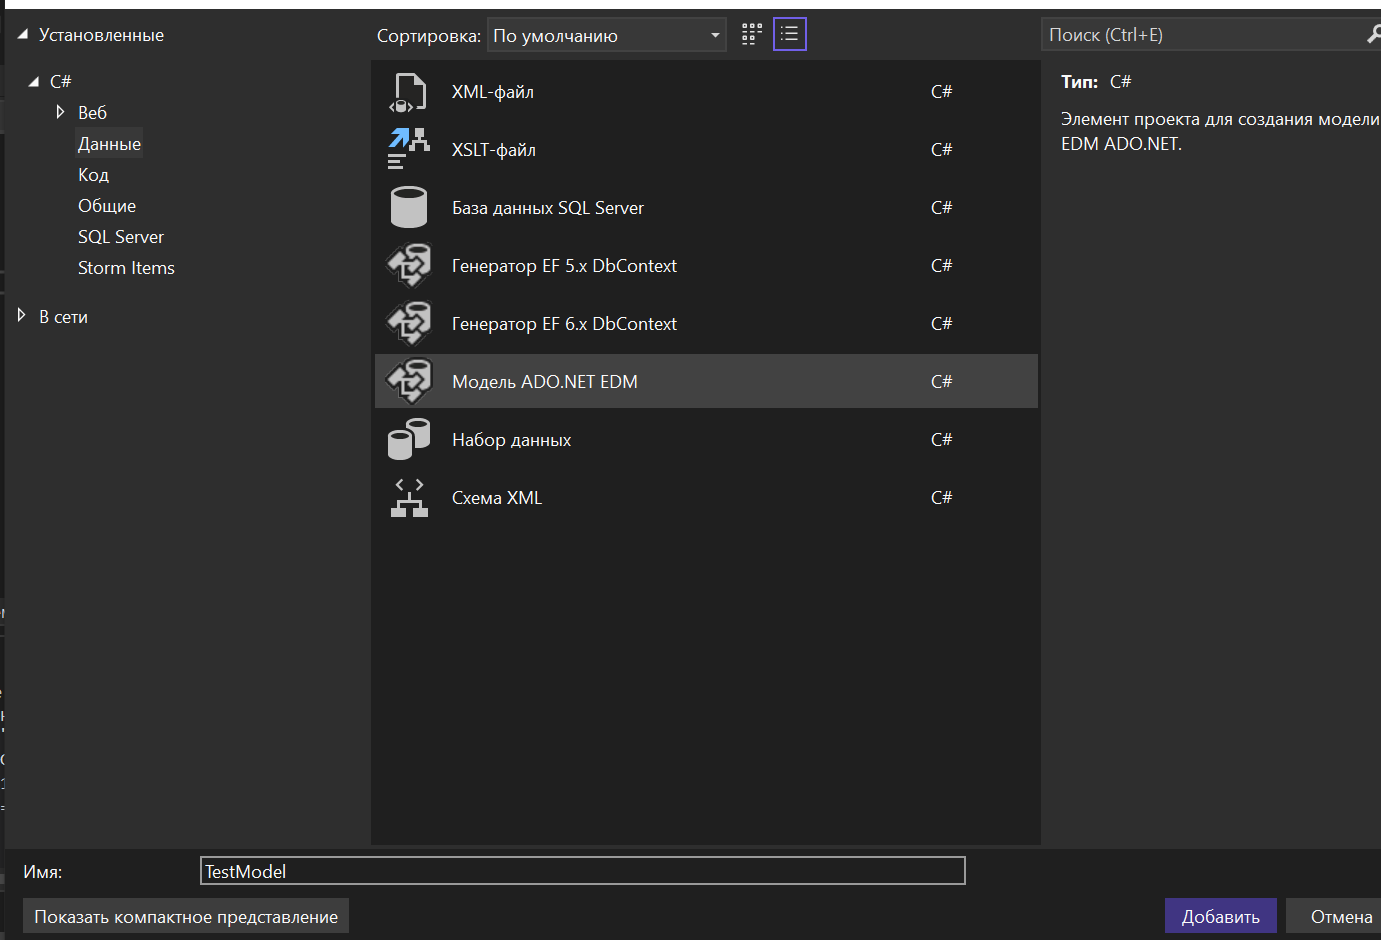 Установленные
Сортировка: По умолчанию
Поиск (Ctrl+E)
C#
Веб
Данные
Код
Общие
SQL Server
Storm Items
В сети
XML-файл C#
XSLT-файл C#
База данных SQL Server C#
Генератор EF 5.x DbContext C#
Генератор EF 6.x DbContext C#
Модель ADO.NET EDM C#
Набор данных C#
Схема XML C#
Тип: C#
Элемент проекта для создания модели
EDM ADO.NET.
Имя: TestModel
Показать компактное представление
Добавить Отмена